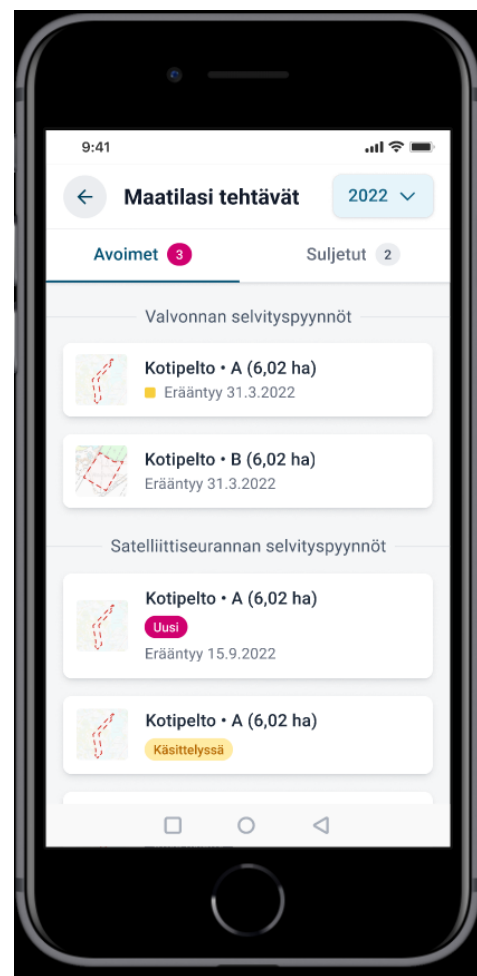 9:41
Maatilasi tehtävät
2022
Avoimet 3
Suljetut 2
Valvonnan selvityspyynnöt
Kotipelto • A (6,02 ha)
Erääntyy 31.3.2022
Kotipelto • B (6,02 ha)
Erääntyy 31.3.2022
Satelliittiseurannan selvityspyynnöt
Kotipelto • A (6,02 ha)
Uusi
Erääntyy 15.9.2022
Kotipelto • A (6,02 ha)
Käsittelyssä